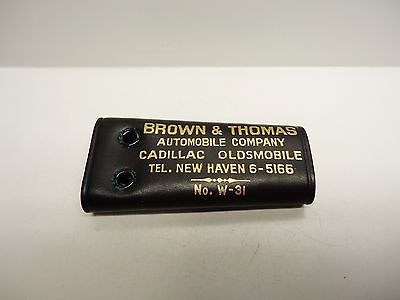 BROWN & THOMAS
AUTOMOBILE COMPANY
CADILLAC OLDSMOBILE
TEL. NEW HAVEN 6-5166
No. W-31